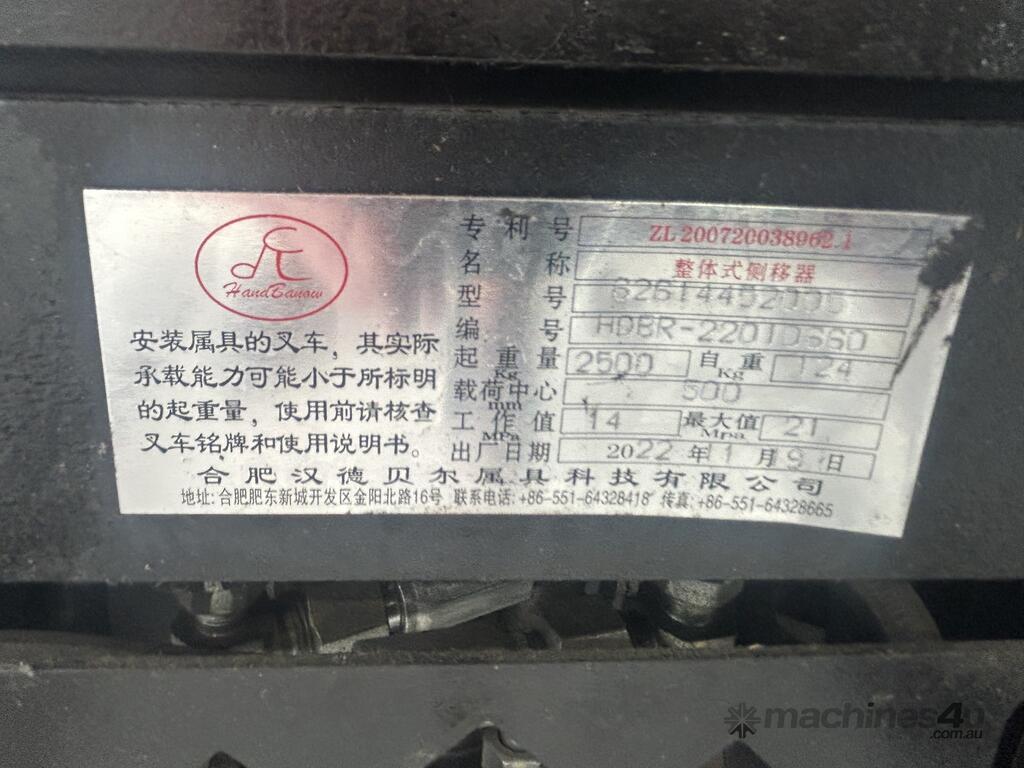 HandBanow
安装属具的叉车，其实际
承载能力可能小于所标明
的起重量，使用前请核查
叉车铭牌和使用说明书。
专利号 ZL 200720038962.1
名称 整体式侧移器
型号
编号 HDBR-2201D660
起重量 Kg 2500 自重 Kg 124
载荷中心 mm 500
工作值 MPa 14 最大值 Mpa 21
出厂日期 2022年1月9日
合肥汉德贝尔属具科技有限公司
地址: 合肥肥东新城开发区金阳北路16号 联系电话: +86-551-64328418 传真: +86-551-64328665
machines4u
.com.au